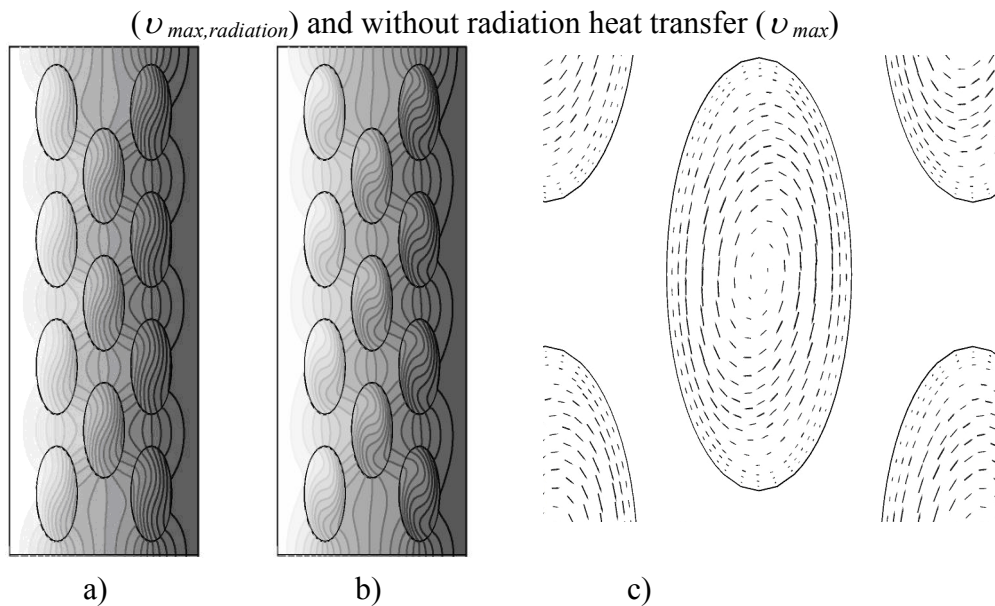 (υ max,radiation) and without radiation heat transfer (υ max)
a) b) c)